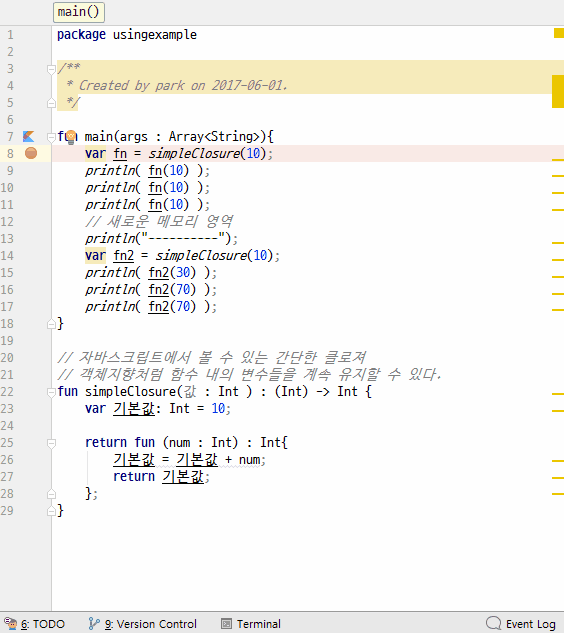 main()
1 package usingexample
2
3 /**
4 * Created by park on 2017-06-01.
5 */
6
7 fun main(args : Array<String>){
8 var fn = simpleClosure(10);
9 println( fn(10) );
10 println( fn(10) );
11 println( fn(10) );
12 // 새로운 메모리 영역
13 println("----------");
14 var fn2 = simpleClosure(10);
15 println( fn2(30) );
16 println( fn2(70) );
17 println( fn2(70) );
18 }
19
20 // 자바스크립트에서 볼 수 있는 간단한 클로져
21 // 객체지향처럼 함수 내의 변수들을 계속 유지할 수 있다.
22 fun simpleClosure(값 : Int ) : (Int) -> Int {
23 var 기본값: Int = 10;
24
25 return fun (num : Int) : Int{
26 기본값 = 기본값 + num;
27 return 기본값;
28 };
29 }
6: TODO 9: Version Control Terminal Event Log